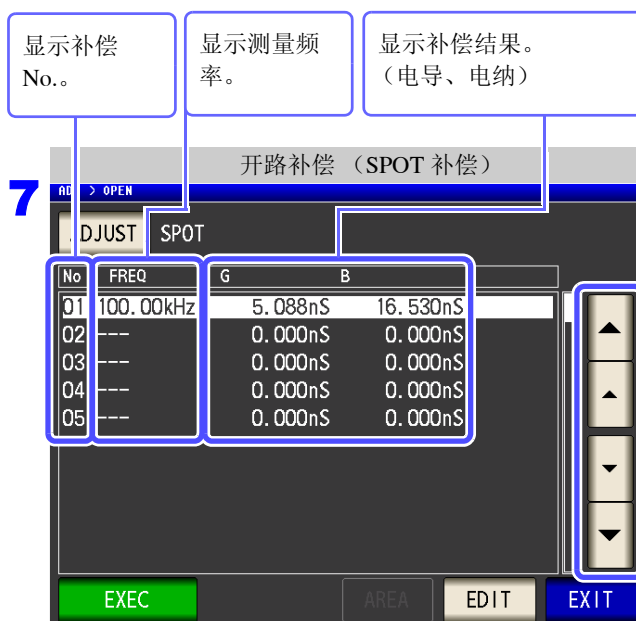 显示补偿
No.。
显示测量频
率。
显示补偿结果。
（电导、电纳）
7
开路补偿 （SPOT 补偿）
> OPEN
ADJUST SPOT
No FREQ G B
01 100.00kHz 5.088nS 16.530nS
02 --- 0.000nS 0.000nS
03 --- 0.000nS 0.000nS
04 --- 0.000nS 0.000nS
05 --- 0.000nS 0.000nS
EXEC AREA EDIT EXIT